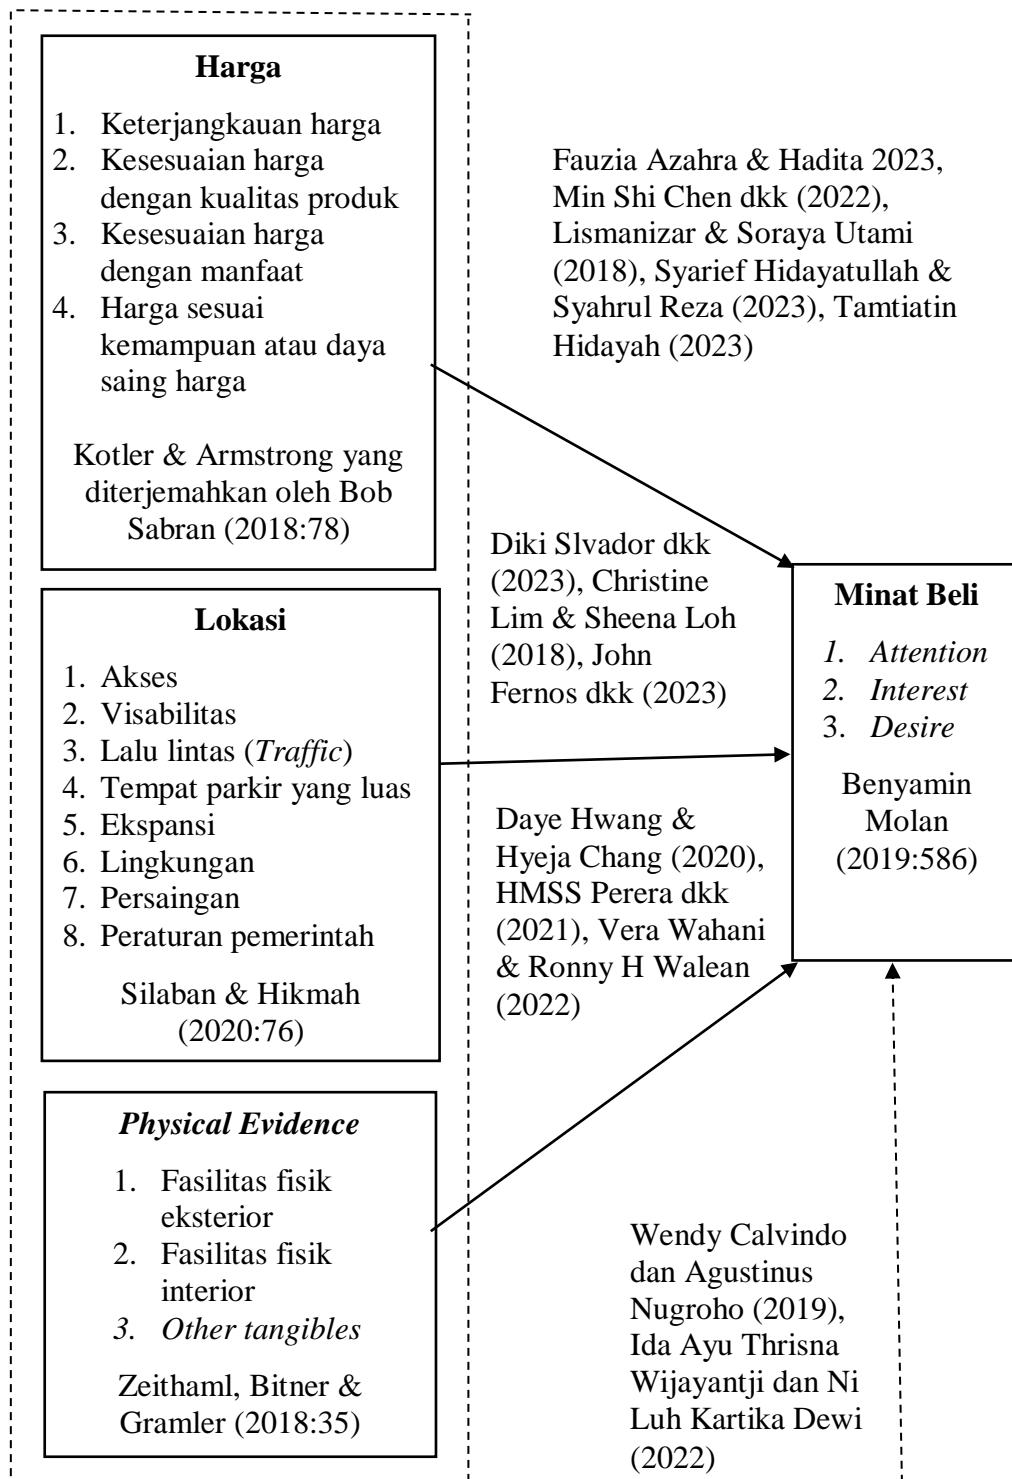 Harga
1. Keterjangkauan harga
2. Kesesuaian harga
dengan kualitas produk
3. Kesesuaian harga
dengan manfaat
4. Harga sesuai
kemampuan atau daya
saing harga
Kotler & Armstrong yang
diterjemahkan oleh Bob
Sabran (2018:78)
Fauzia Azahra & Hadita 2023,
Min Shi Chen dkk (2022),
Lismanizar & Soraya Utami
(2018), Syarief Hidayatullah &
Syahrul Reza (2023), Tamtiatin
Hidayah (2023)
Lokasi
1. Akses
2. Visabilitas
3. Lalu lintas (Traffic)
4. Tempat parkir yang luas
5. Ekspansi
6. Lingkungan
7. Persaingan
8. Peraturan pemerintah
Silaban & Hikmah
(2020:76)
Diki Slvador dkk
(2023), Christine
Lim & Sheena Loh
(2018), John
Fernos dkk (2023)
Minat Beli
1. Attention
2. Interest
3. Desire
Benyamin
Molan
(2019:586)
Daye Hwang &
Hyeja Chang (2020),
HMSS Perera dkk
(2021), Vera Wahani
& Ronny H Walean
(2022)
Physical Evidence
1. Fasilitas fisik
eksterior
2. Fasilitas fisik
interior
3. Other tangibles
Zeithaml, Bitner &
Gramler (2018:35)
Wendy Calvindo
dan Agustinus
Nugroho (2019),
Ida Ayu Thrisna
Wijayantji dan Ni
Luh Kartika Dewi
(2022)